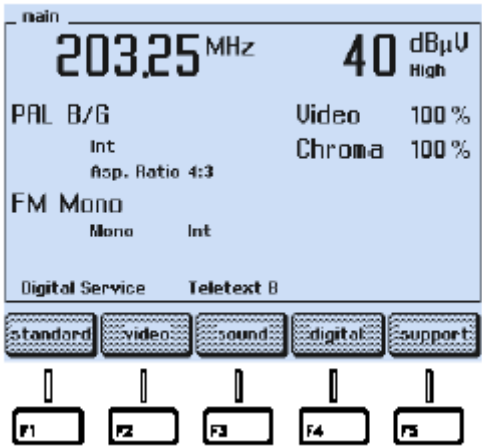 main
203.25 MHz 40 dBµV
High
PAL B/G Video 100 %
Int Chroma 100 %
Asp. Ratio 4:3
FM Mono
Mono Int
Digital Service Teletext B
standard video sound digital support
F1 F2 F3 F4 F5